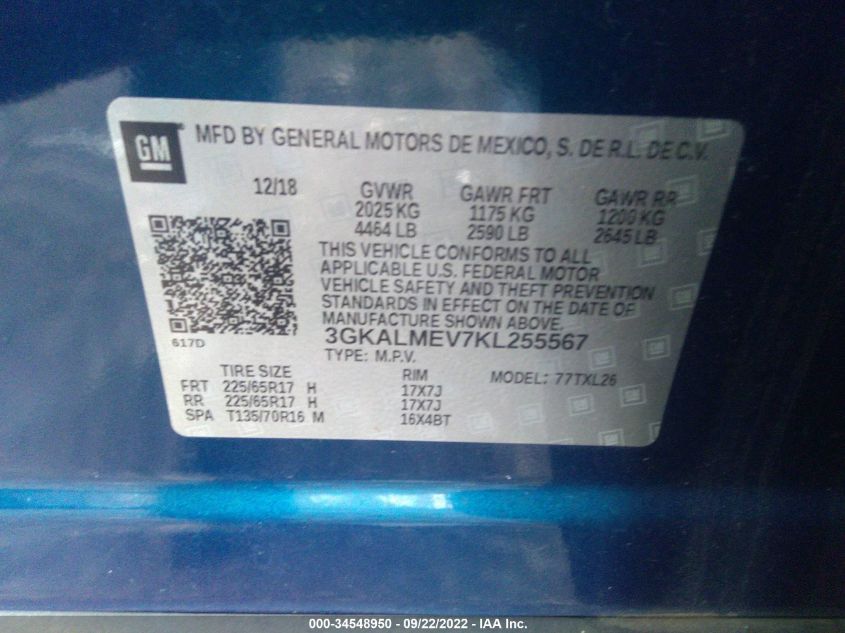 GM
MFD BY GENERAL MOTORS DE MEXICO, S. DE R.L. DE C.V.
12/18 GVWR GAWR FRT GAWR RR
2025 KG 1175 KG 1200 KG
4464 LB 2590 LB 2645 LB
THIS VEHICLE CONFORMS TO ALL
APPLICABLE U.S. FEDERAL MOTOR
VEHICLE SAFETY AND THEFT PREVENTION
STANDARDS IN EFFECT ON THE DATE OF
MANUFACTURE SHOWN ABOVE.
617D
3GKALMEV7KL255567
TYPE: M.P.V.
TIRE SIZE RIM MODEL: 77TXL26
FRT 225/65R17 H 17X7J
RR 225/65R17 H 17X7J
SPA T135/70R16 M 16X4BT
000-34548950 - 09/22/2022 - IAA Inc.